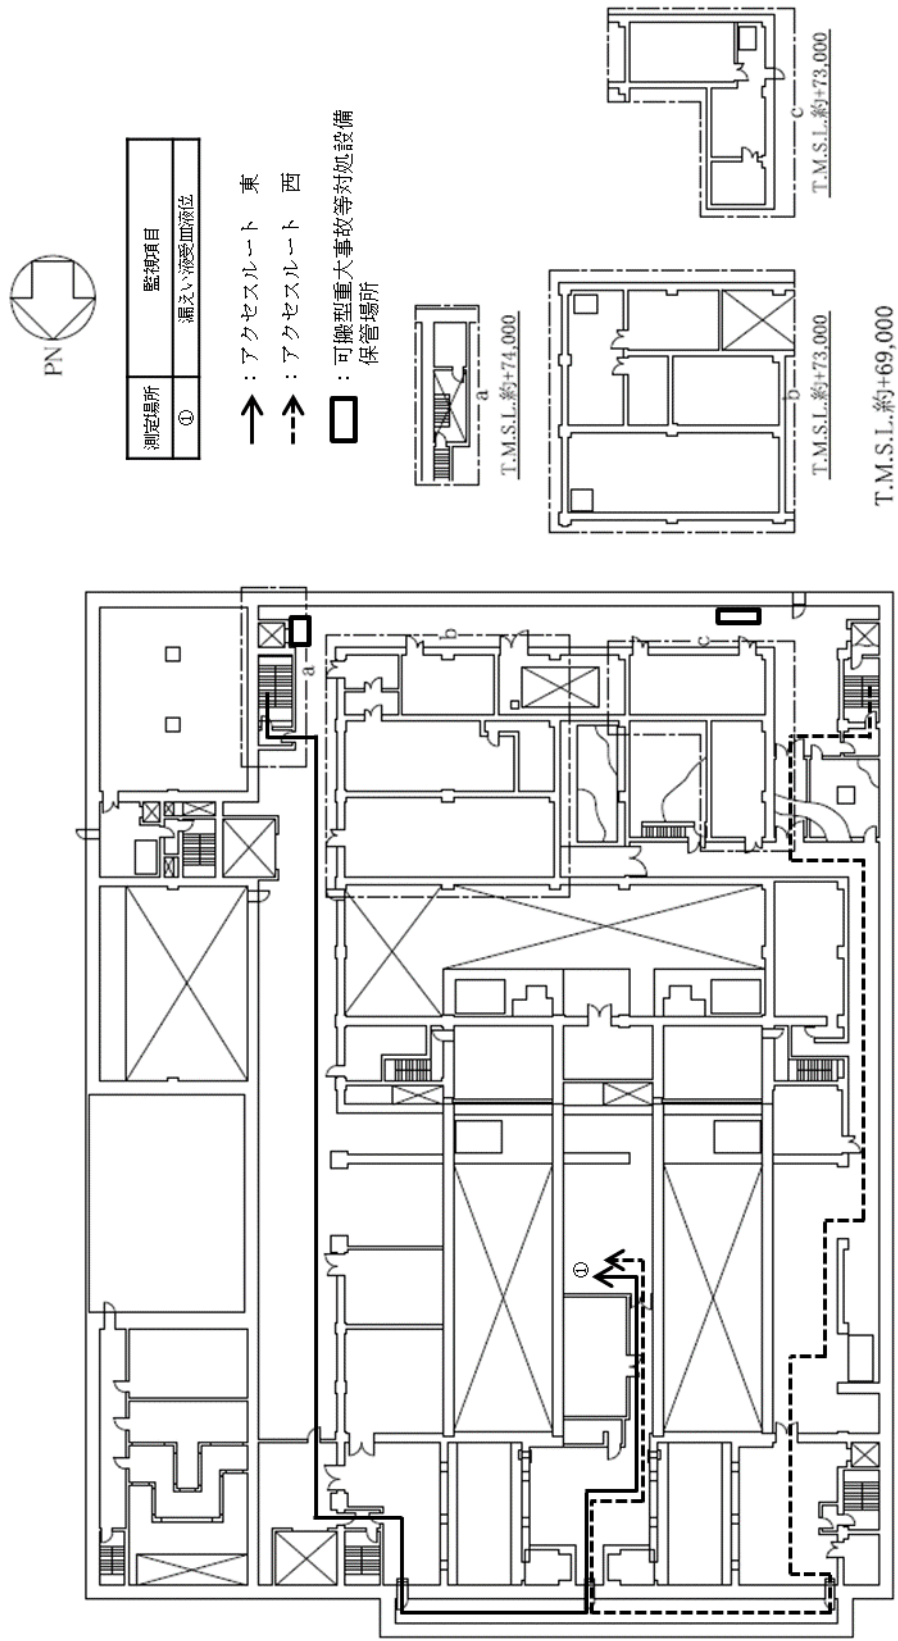 PN
測定場所 監視項目
① 漏えい液受皿液位
：アクセスルート 東
：アクセスルート 西
：可搬型重大事故等対処設備
保管場所
a
T.M.S.L.約+74,000
b
T.M.S.L.約+73,000
c
T.M.S.L.約+73,000
T.M.S.L.約+69,000
a
b
c
①